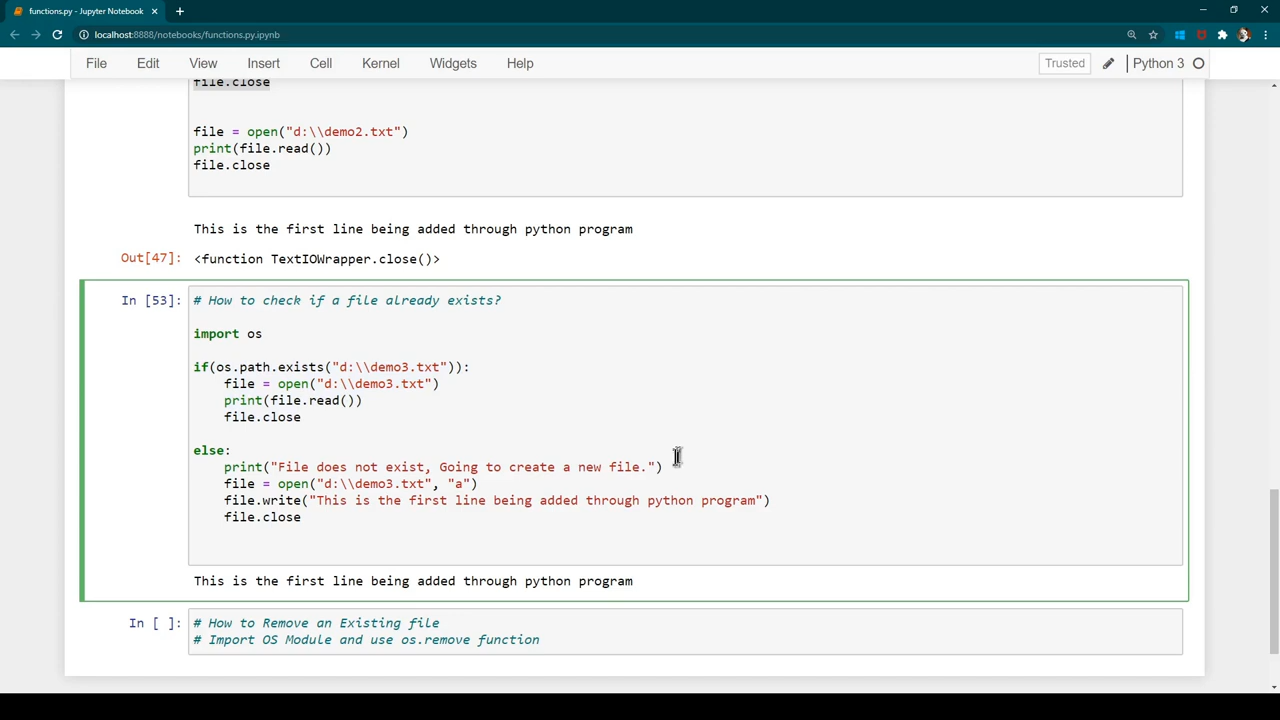 functions.py - Jupyter Notebook
localhost:8888/notebooks/functions.py.ipynb
File Edit View Insert Cell Kernel Widgets Help Trusted Python 3
file.close
file = open("d:\\demo2.txt")
print(file.read())
file.close
This is the first line being added through python program
Out[47]: <function TextIOWrapper.close()>
In [53]: # How to check if a file already exists?
import os
if(os.path.exists("d:\\demo3.txt")):
file = open("d:\\demo3.txt")
print(file.read())
file.close
else:
print("File does not exist, Going to create a new file.")
file = open("d:\\demo3.txt", "a")
file.write("This is the first line being added through python program")
file.close
This is the first line being added through python program
In [ ]: # How to Remove an Existing file
# Import OS Module and use os.remove function